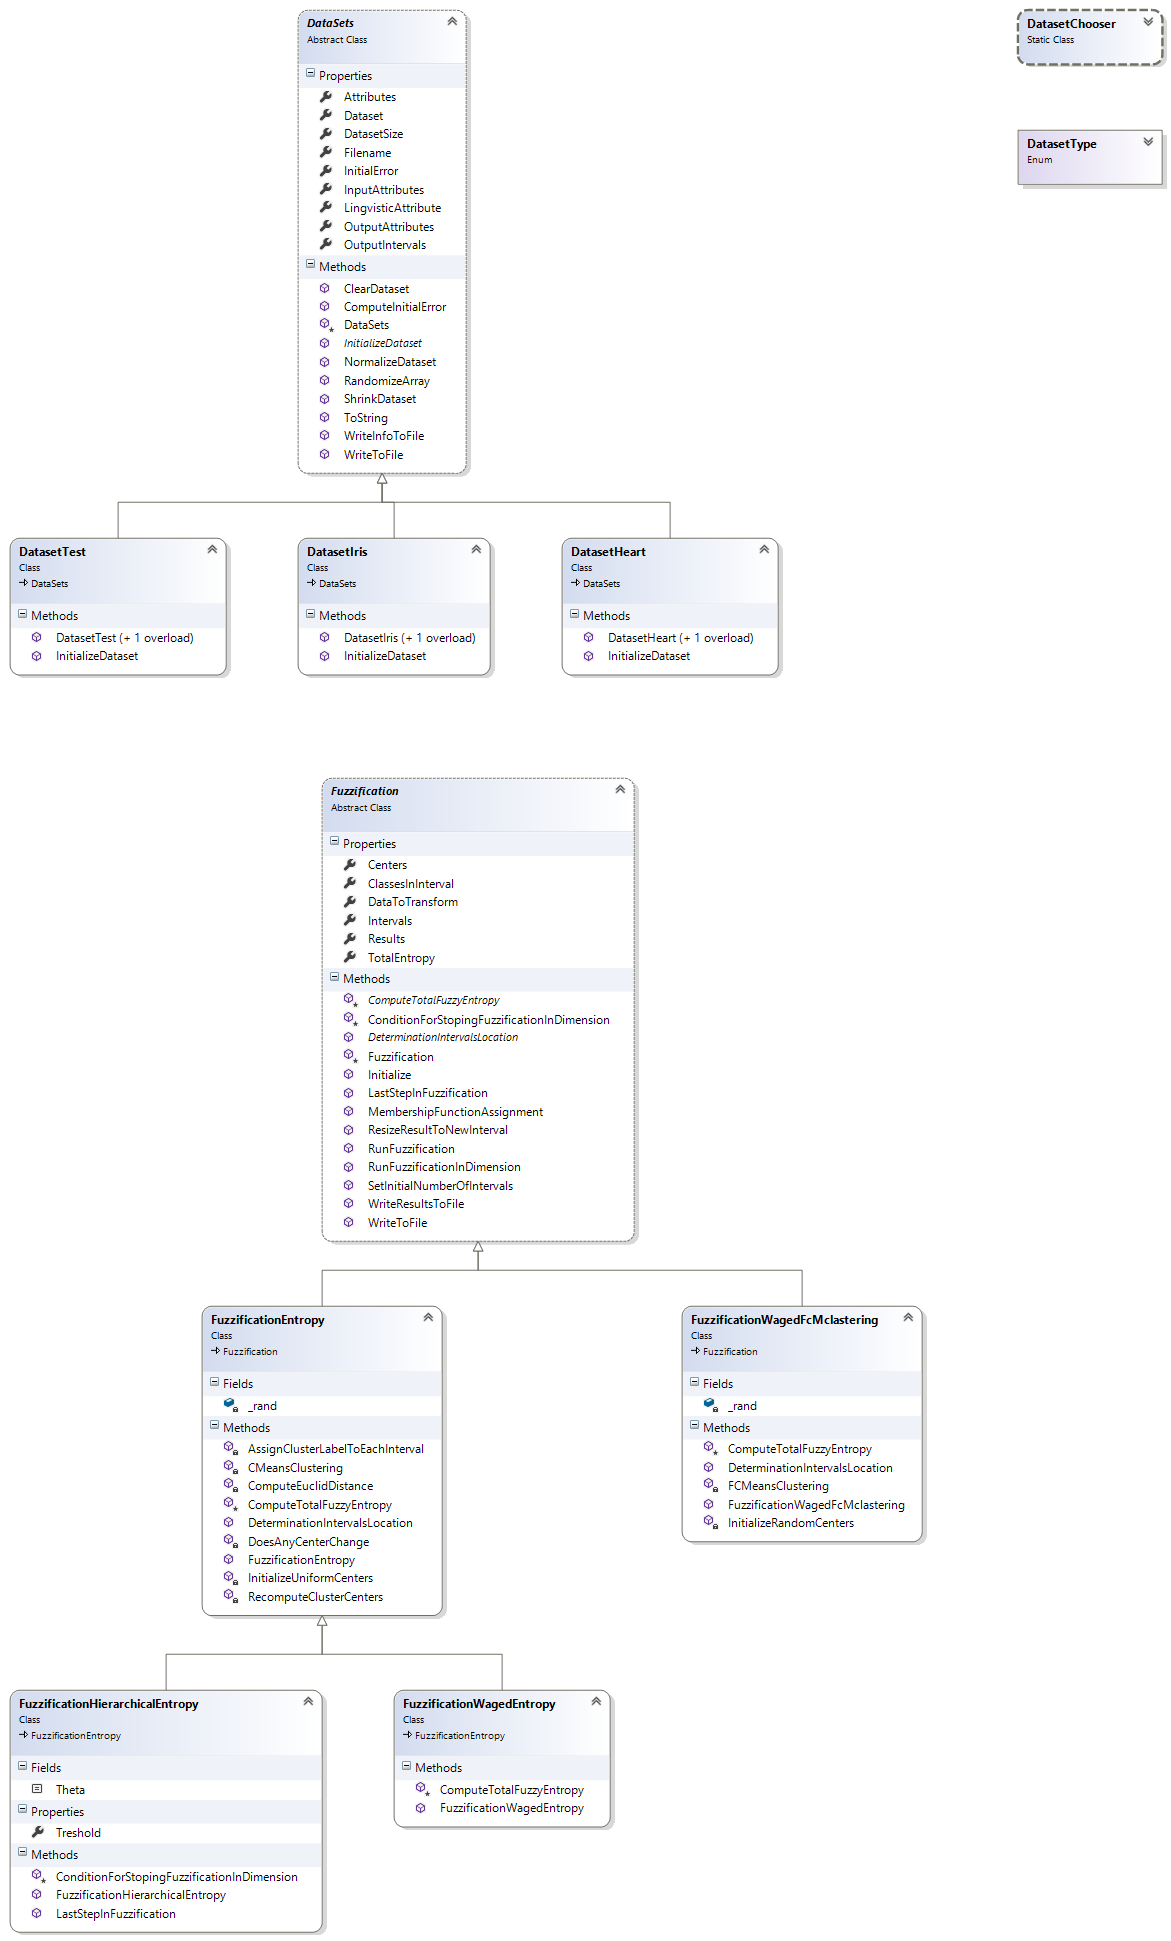 DataSets
Abstract Class
Properties
Attributes
Dataset
DatasetSize
Filename
InitialError
InputAttributes
LingvisticAttribute
OutputAttributes
OutputIntervals
Methods
ClearDataset
ComputeInitialError
DataSets
InitializeDataset
NormalizeDataset
RandomizeArray
ShrinkDataset
ToString
WriteInfoToFile
WriteToFile
DatasetChooser
Static Class
DatasetType
Enum
DatasetTest
Class
DataSets
Methods
DatasetTest (+ 1 overload)
InitializeDataset
DatasetIris
Class
DataSets
Methods
DatasetIris (+ 1 overload)
InitializeDataset
DatasetHeart
Class
DataSets
Methods
DatasetHeart (+ 1 overload)
InitializeDataset
Fuzzification
Abstract Class
Properties
Centers
ClassesInInterval
DataToTransform
Intervals
Results
TotalEntropy
Methods
ComputeTotalFuzzyEntropy
ConditionForStopingFuzzificationInDimension
DeterminationIntervalsLocation
Fuzzification
Initialize
LastStepInFuzzification
MembershipFunctionAssignment
ResizeResultToNewInterval
RunFuzzification
RunFuzzificationInDimension
SetInitialNumberOfIntervals
WriteResultsToFile
WriteToFile
FuzzificationEntropy
Class
Fuzzification
Fields
_rand
Methods
AssignClusterLabelToEachInterval
CMeansClustering
ComputeEuclidDistance
ComputeTotalFuzzyEntropy
DeterminationIntervalsLocation
DoesAnyCenterChange
FuzzificationEntropy
InitializeUniformCenters
RecomputeClusterCenters
FuzzificationWagedFcMclastering
Class
Fuzzification
Fields
_rand
Methods
ComputeTotalFuzzyEntropy
DeterminationIntervalsLocation
FCMeansClustering
FuzzificationWagedFcMclastering
InitializeRandomCenters
FuzzificationHierarchicalEntropy
Class
FuzzificationEntropy
Fields
Theta
Properties
Treshold
Methods
ConditionForStopingFuzzificationInDimension
FuzzificationHierarchicalEntropy
LastStepInFuzzification
FuzzificationWagedEntropy
Class
FuzzificationEntropy
Methods
ComputeTotalFuzzyEntropy
FuzzificationWagedEntropy